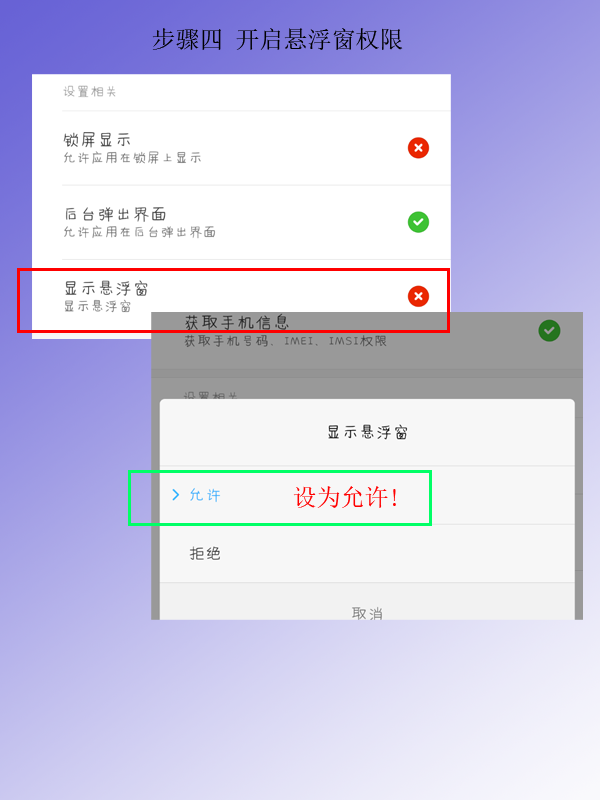 步骤四 开启悬浮窗权限
设置相关
锁屏显示
允许应用在锁屏上显示
后台弹出界面
允许应用在后台弹出界面
显示悬浮窗
显示悬浮窗
获取手机信息
获取手机号码、IMEI、IMSI权限
设置相关
显示悬浮窗
允许
设为允许!
拒绝
取消